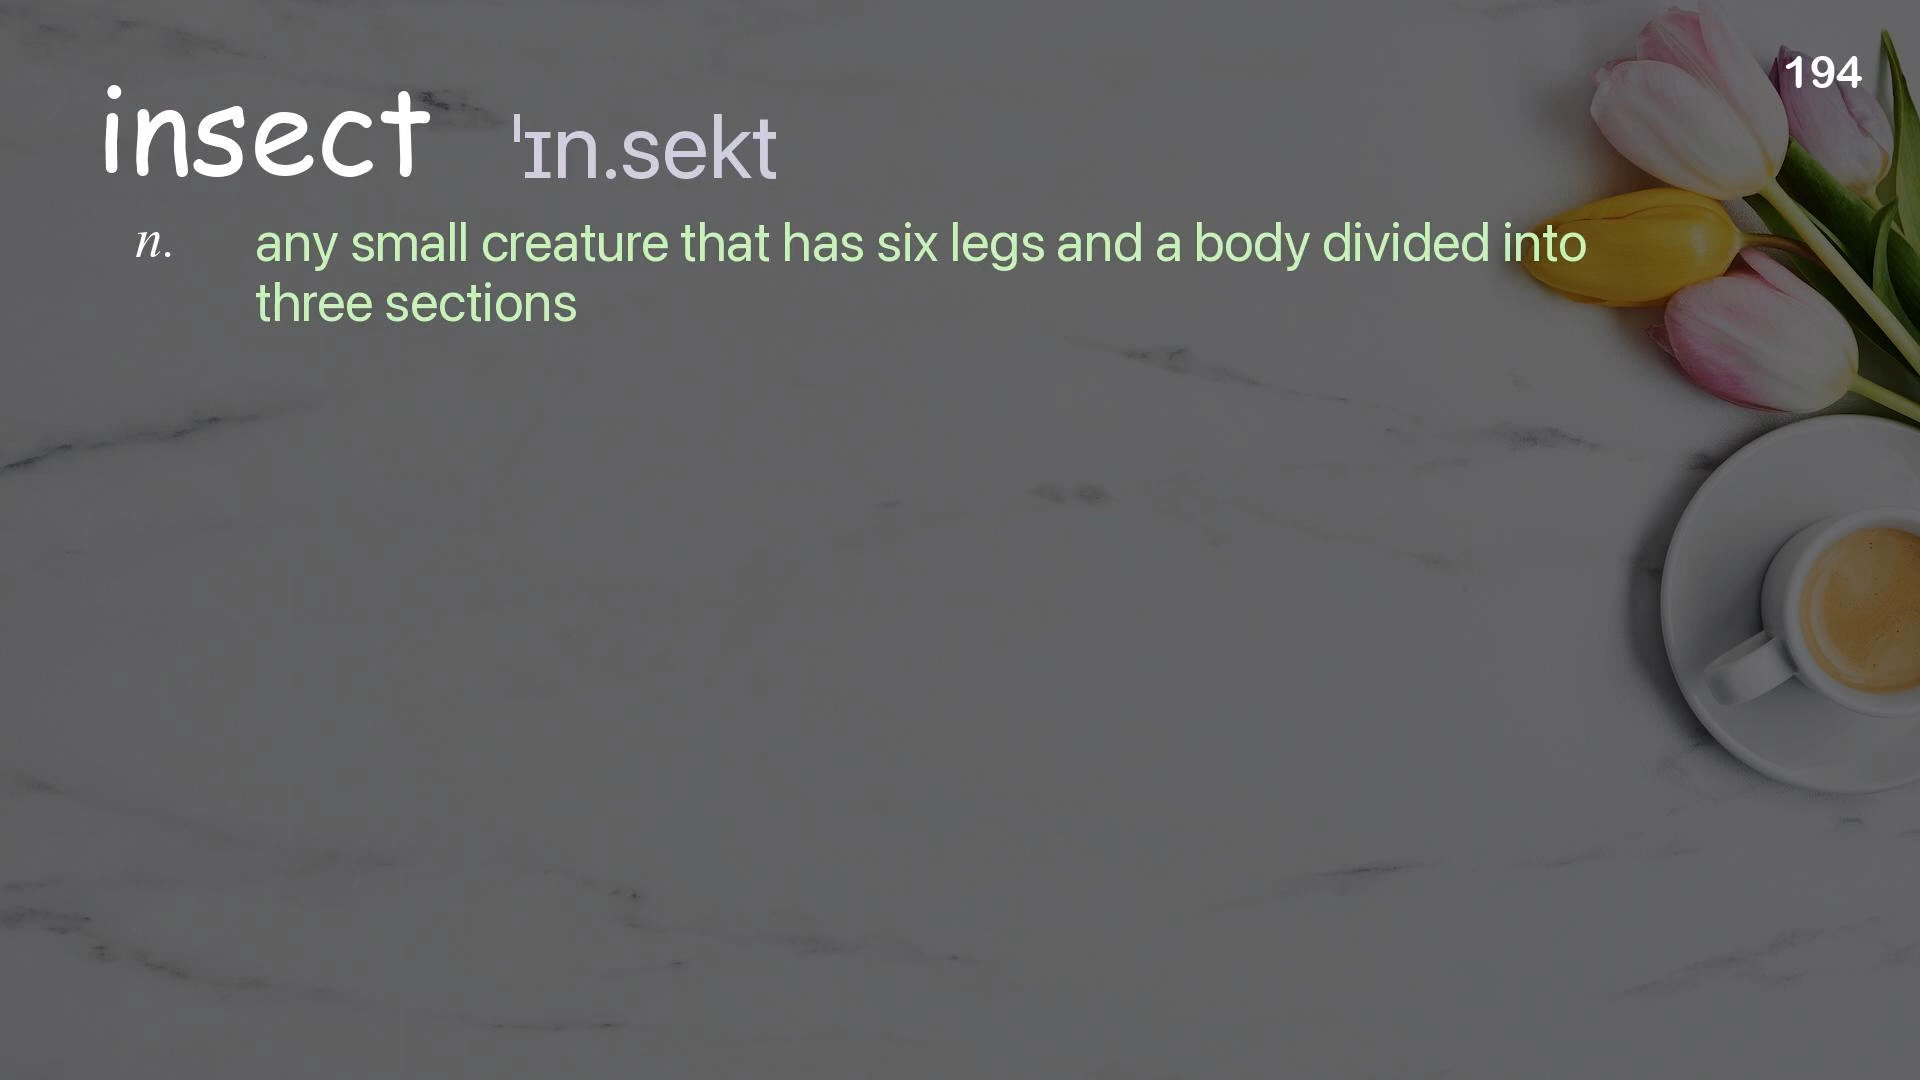 194
insect ˈɪn.sekt
n. any small creature that has six legs and a body divided into
three sections